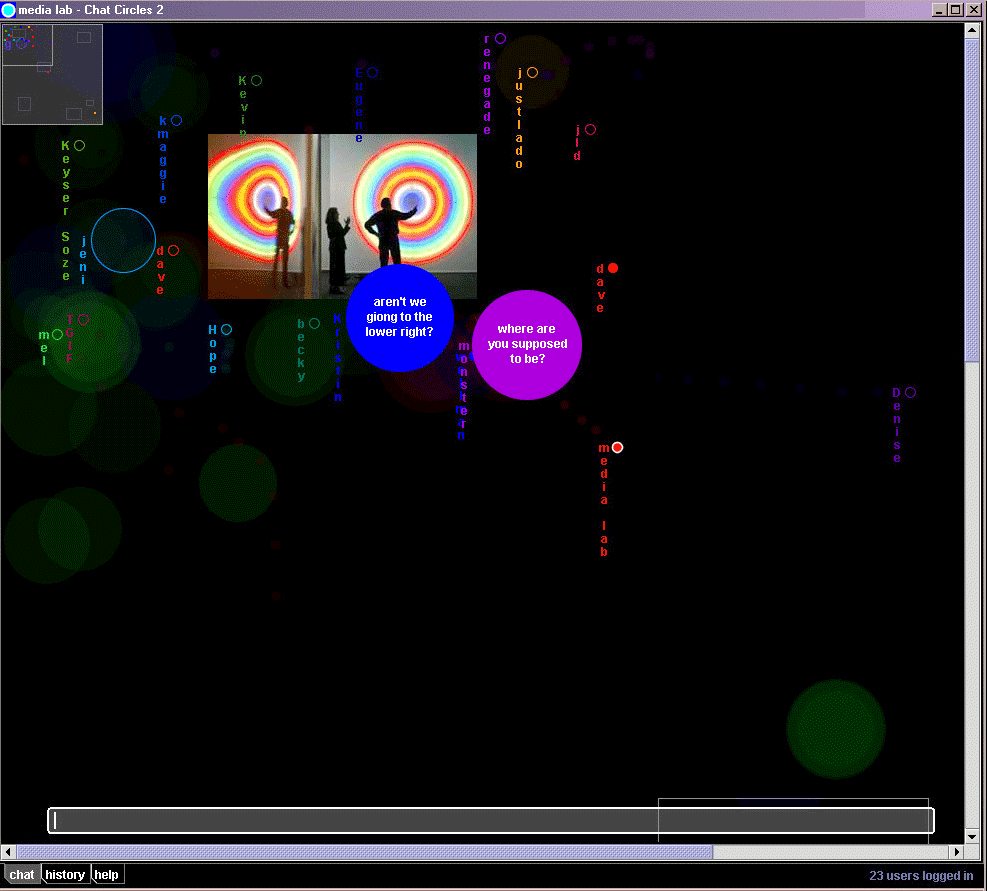 media lab - Chat Circles 2
renegade
Kevin
Eugene
justlado
kmaggie
jld
Keyser Soze
jeni
dave
dave
aren't we
giong to the
lower right?
where are
you supposed
to be?
TGIF
mel
Hope
becky
Kristin
monster
Denise
media lab
chat history help
23 users logged in